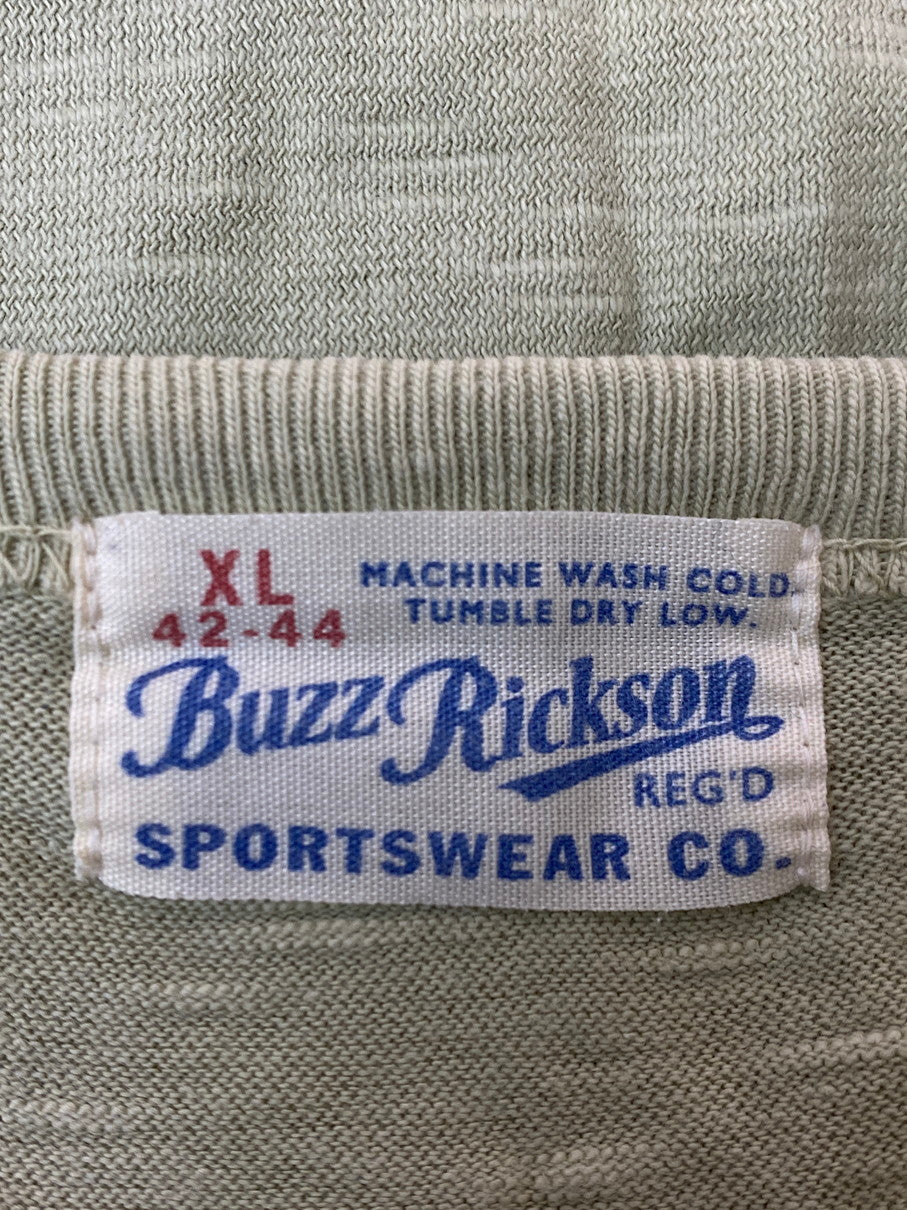 XL
42-44
MACHINE WASH COLD.
TUMBLE DRY LOW.
Buzz Rickson
REG'D
SPORTSWEAR CO.